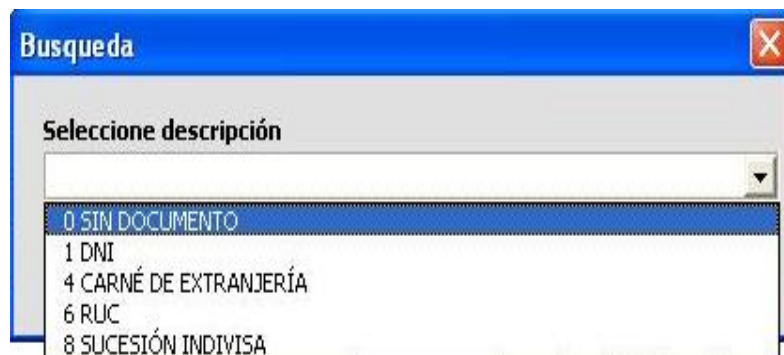 Busqueda
Seleccione descripción
0 SIN DOCUMENTO
1 DNI
4 CARNÉ DE EXTRANJERÍA
6 RUC
8 SUCESIÓN INDIVISA